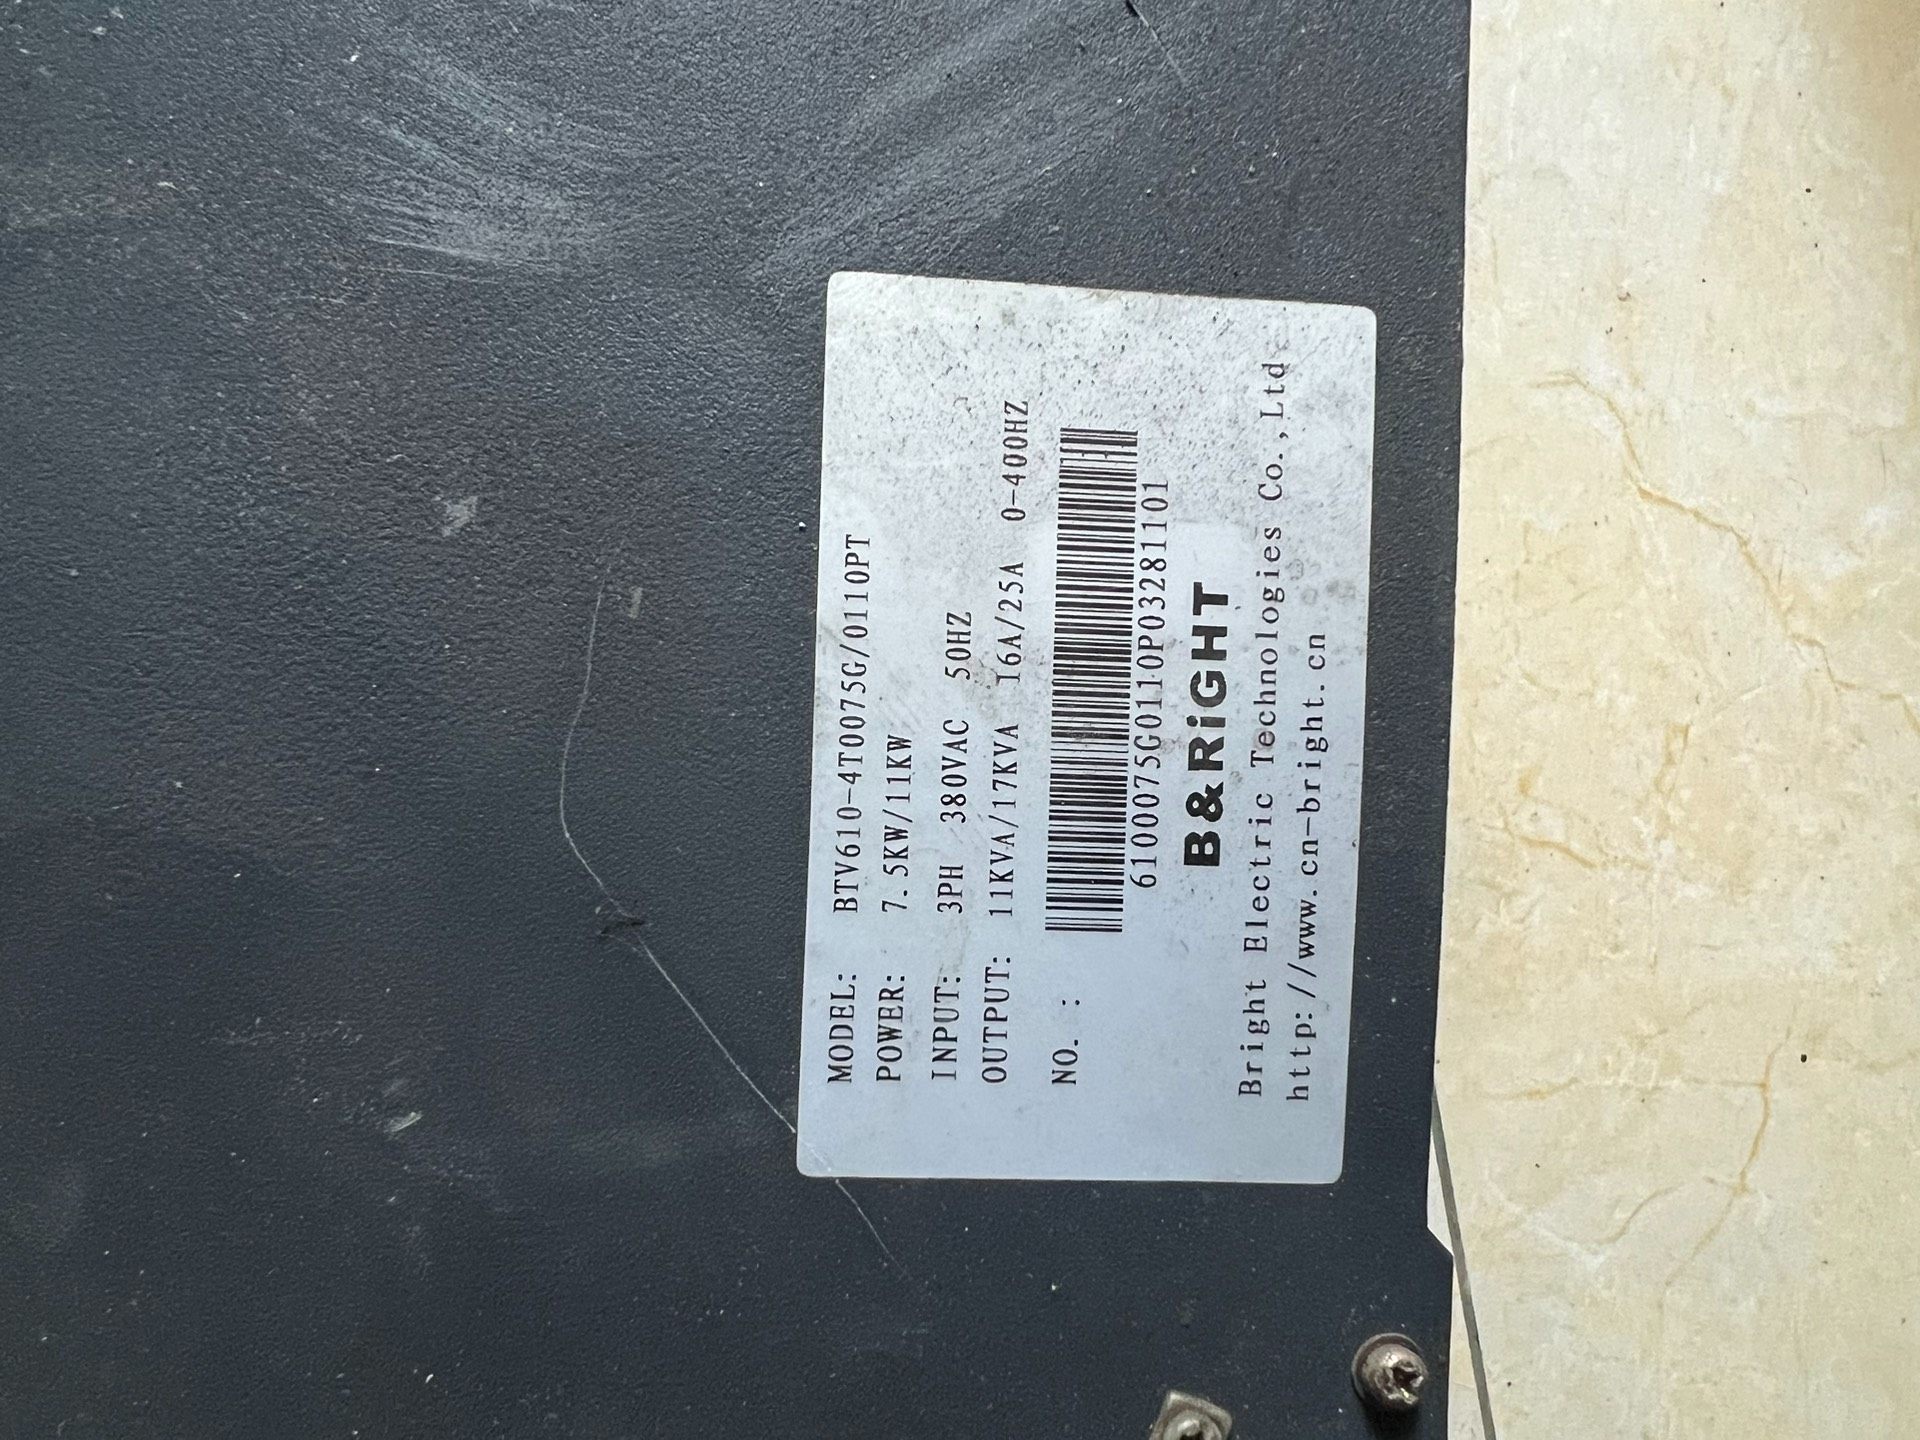 MODEL: BTV610-4T0075G/0110PT
POWER: 7.5KW/11KW
INPUT: 3PH 380VAC 50HZ
OUTPUT: 11KVA/17KVA 16A/25A 0-400HZ
NO. :
6100075G0110P03281101
B&RiGHT
Bright Electric Technologies Co.,Ltd
http://www.cn-bright.cn